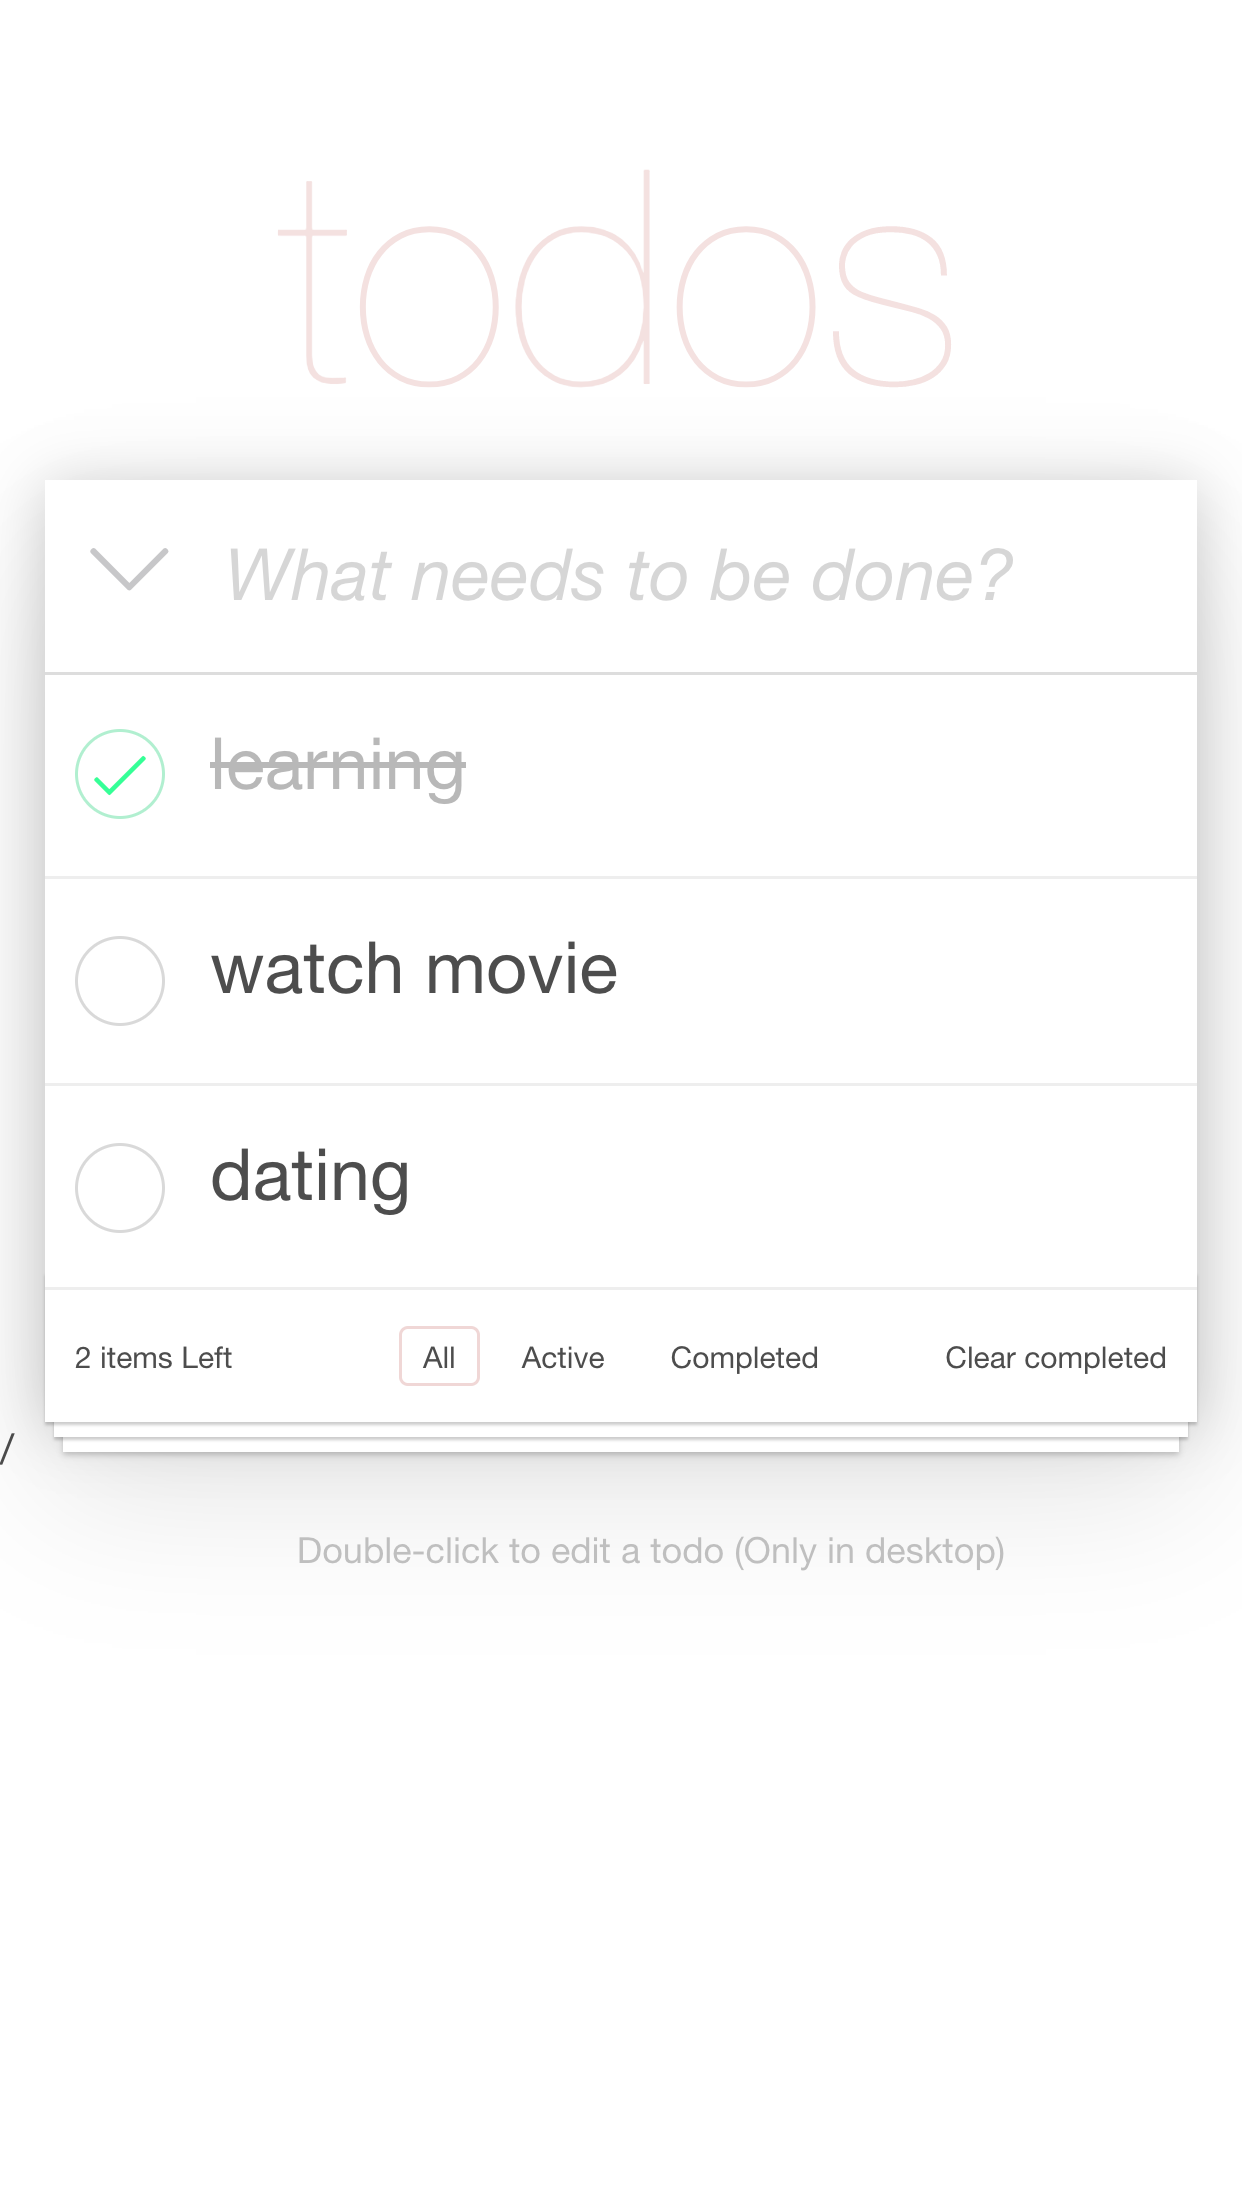 todos
What needs to be done?
learning
watch movie
dating
2 items Left All Active Completed Clear completed
/
Double-click to edit a todo (Only in desktop)